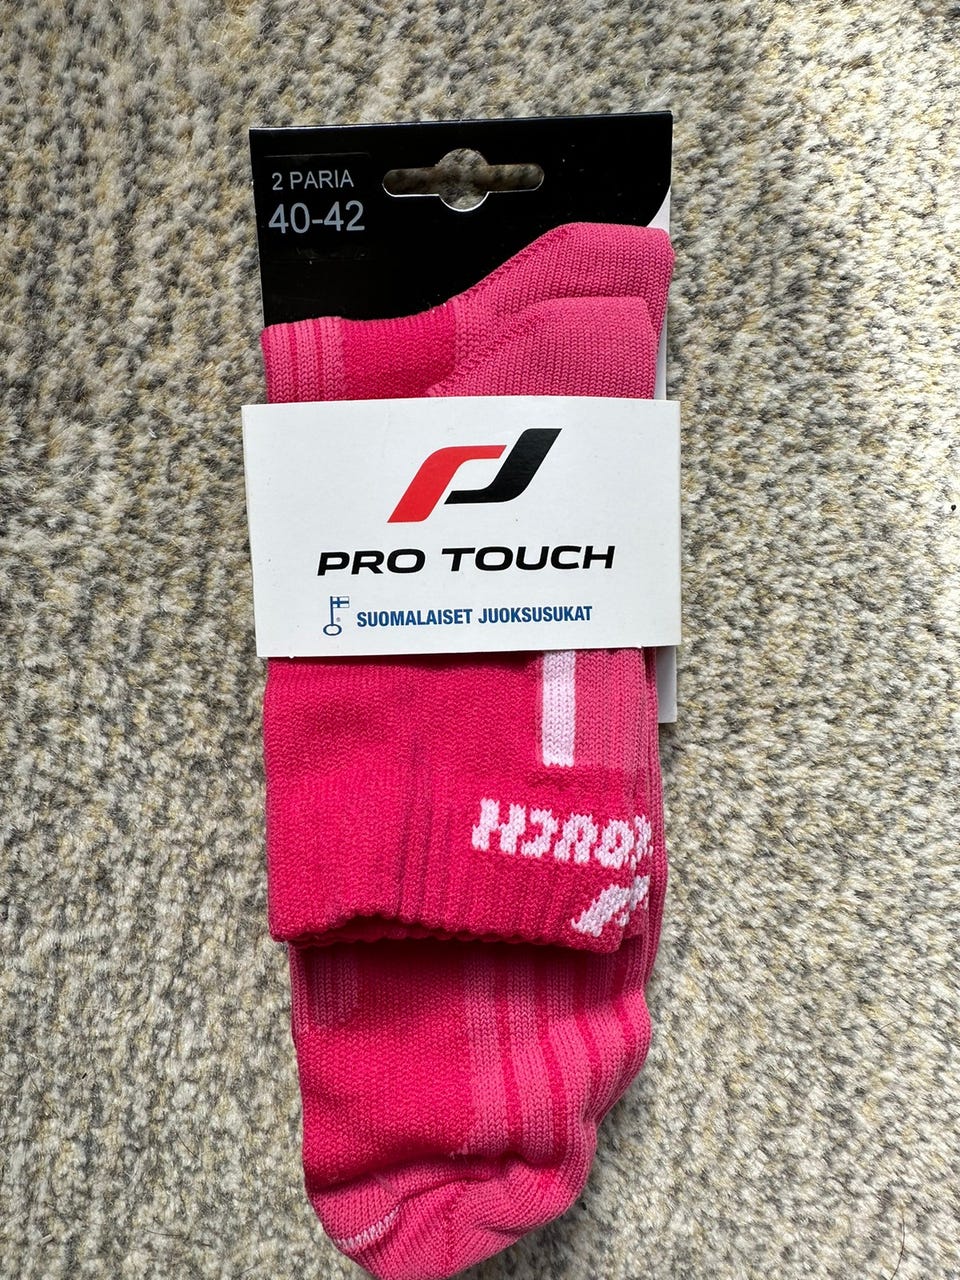 2 PARIA
40-42
PRO TOUCH
SUOMALAISET JUOKSUSUKAT